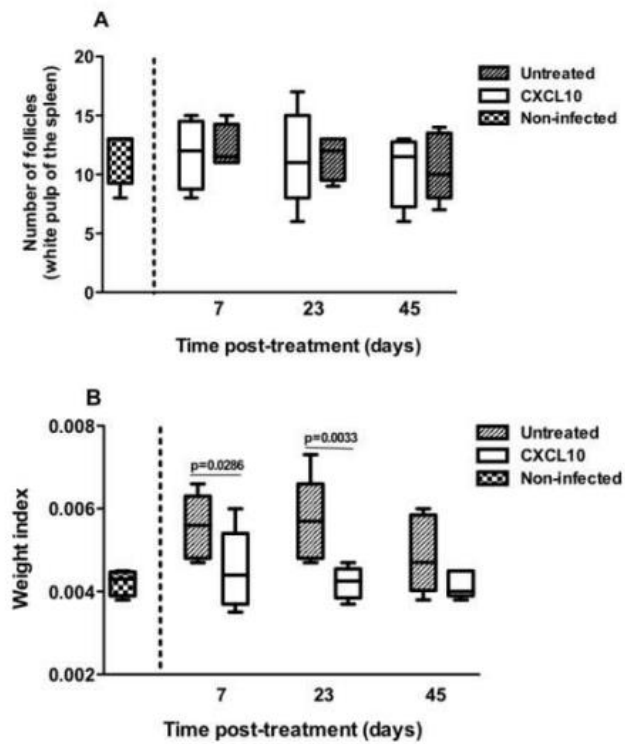 A
Number of follicles
(white pulp of the spleen)
20
15
10
5
0
7 23 45
Time post-treatment (days)
Untreated
CXCL10
Non-infected
B
Weight index
0.008
0.006
0.004
0.002
p=0.0286
p=0.0033
7 23 45
Time post-treatment (days)
Untreated
CXCL10
Non-infected